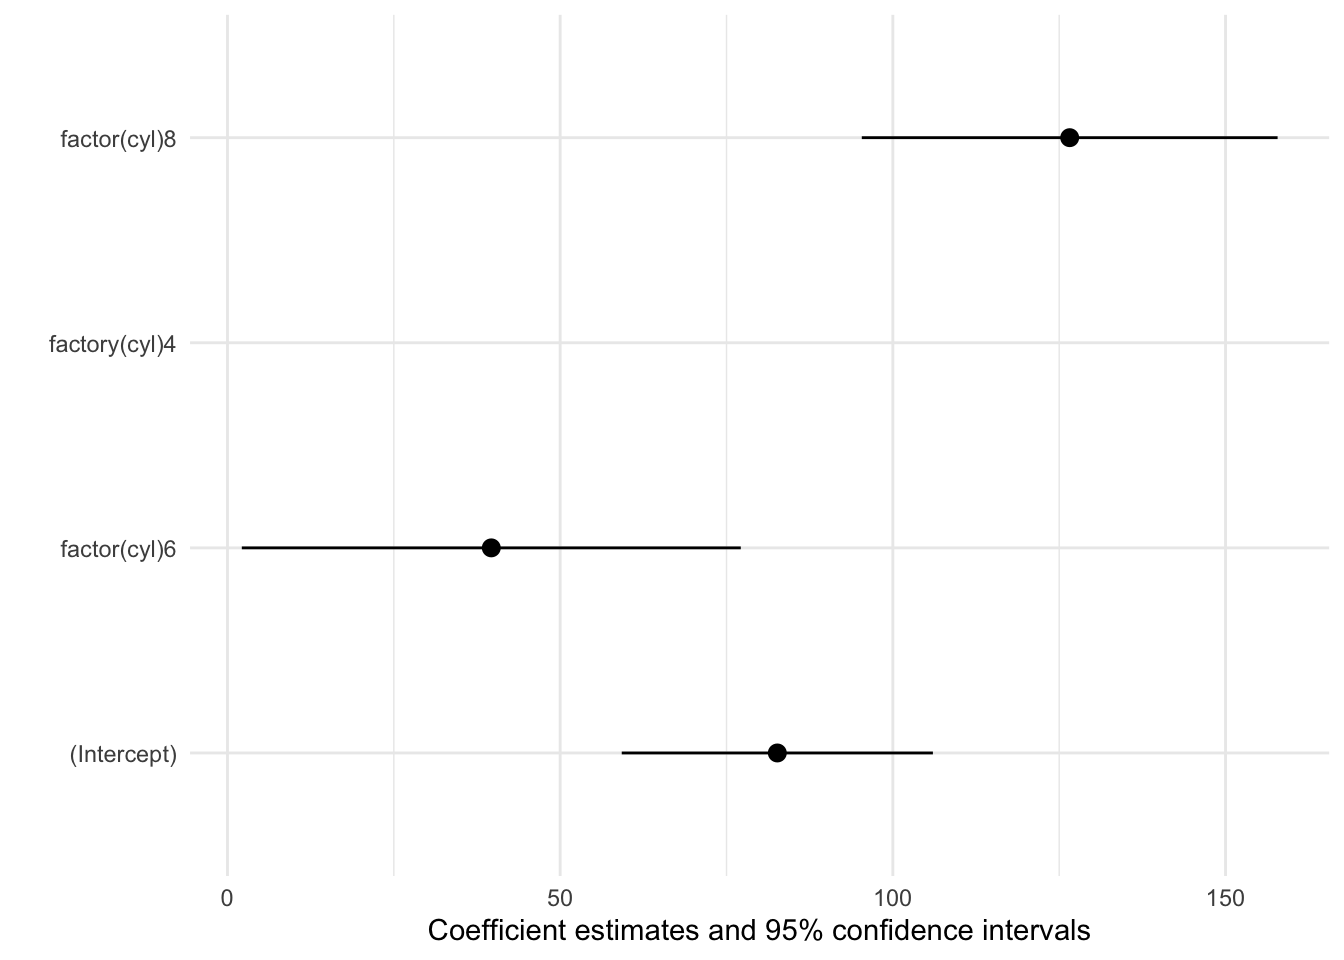 factor(cyl)8
factory(cyl)4
factor(cyl)6
(Intercept)
0 50 100 150
Coefficient estimates and 95% confidence intervals